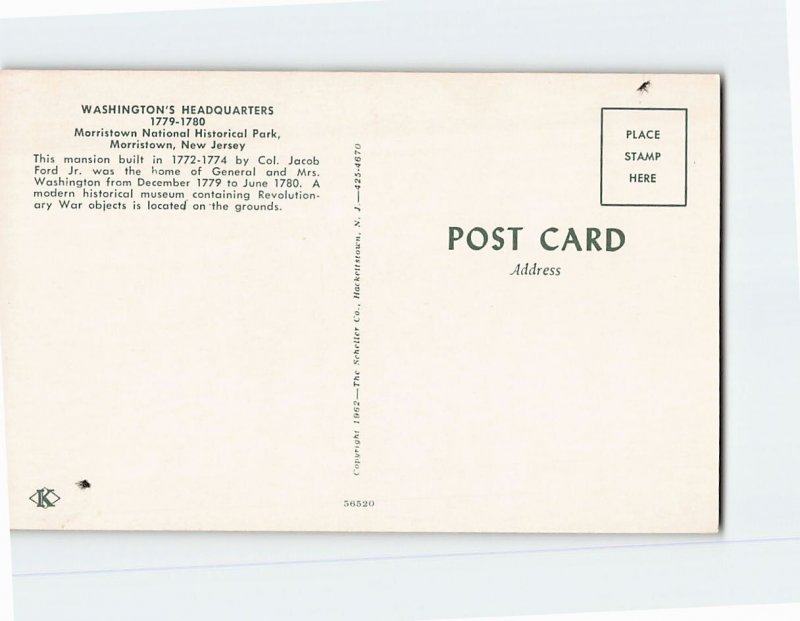 WASHINGTON'S HEADQUARTERS
1779-1780
Morristown National Historical Park,
Morristown, New Jersey
This mansion built in 1772-1774 by Col. Jacob
Ford Jr. was the home of General and Mrs.
Washington from December 1779 to June 1780. A
modern historical museum containing Revolution-
ary War objects is located on the grounds.
K
Copyright 1962—The Scheller Co., Hackettstown, N. J.—425-4670
56520
PLACE
STAMP
HERE
POST CARD
Address